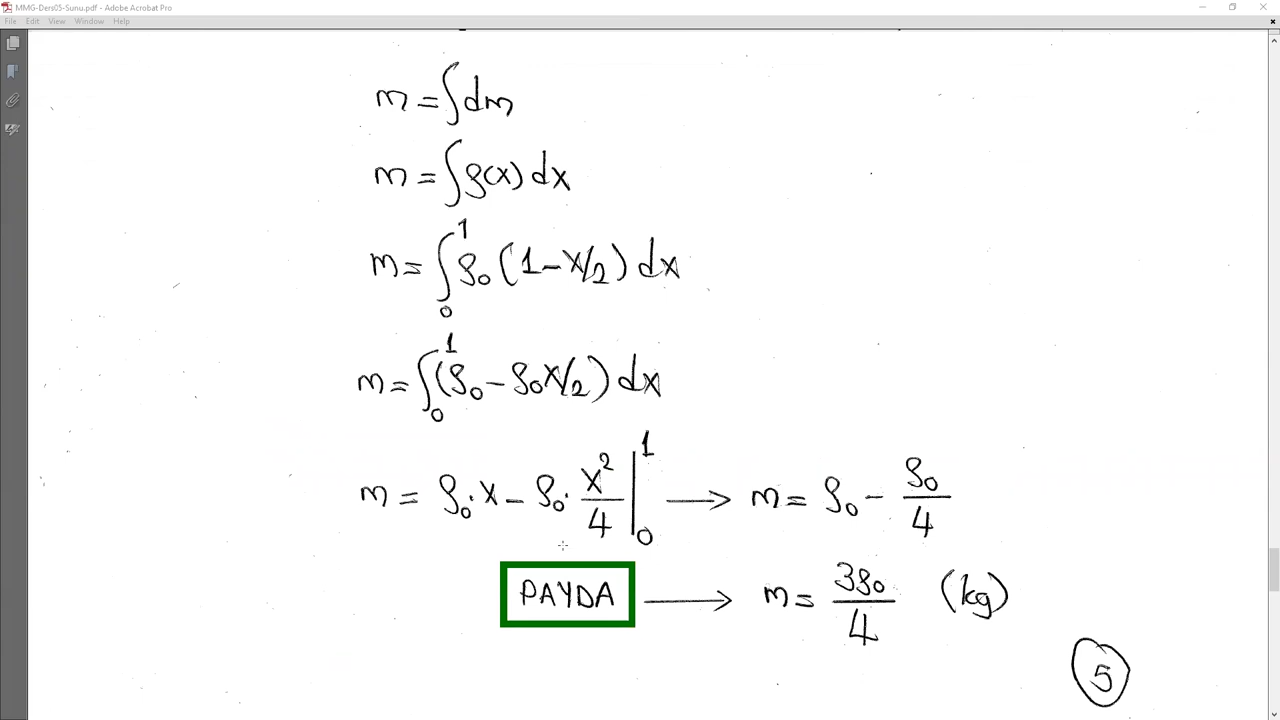 MMG-Ders05-Sunu.pdf - Adobe Acrobat Pro
File Edit View Window Help
m = ∫ dm
m = ∫ ρ(x) dx
m = ∫₀¹ ρ₀ (1 - x/2) dx
m = ∫₀¹ (ρ₀ - ρ₀x/2) dx
m = ρ₀·x - ρ₀·x²/4 |₀¹ → m = ρ₀ - ρ₀/4
PAYDA → m = 3ρ₀/4 (kg)
5